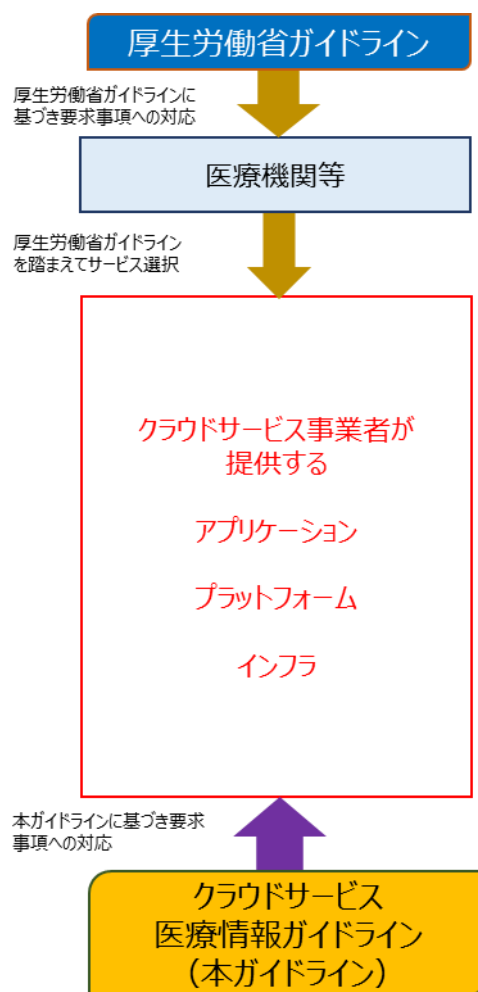 厚生労働省ガイドライン
厚生労働省ガイドラインに
基づき要求事項への対応
医療機関等
厚生労働省ガイドライン
を踏まえてサービス選択
クラウドサービス事業者が
提供する
アプリケーション
プラットフォーム
インフラ
本ガイドラインに基づき要求
事項への対応
クラウドサービス
医療情報ガイドライン
（本ガイドライン）